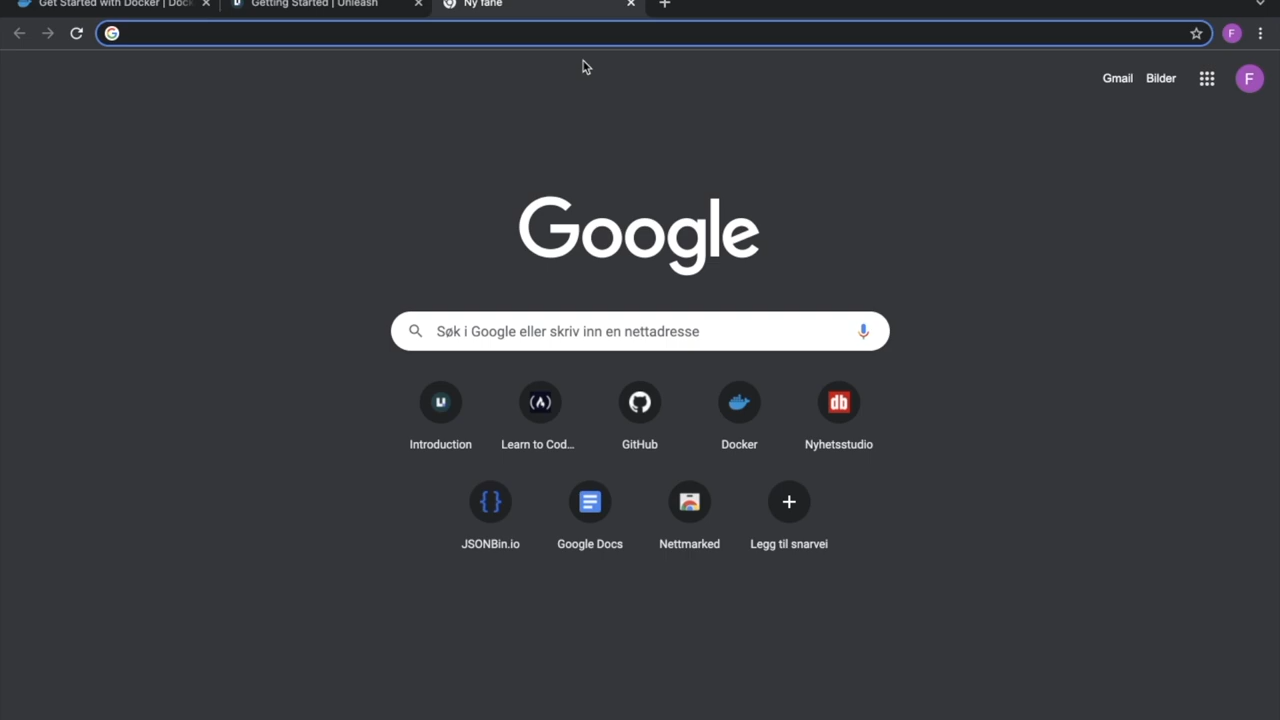 Get Started with Docker | Dock
Getting Started | Unleash
Ny fane
F
Gmail
Bilder
F
Google
Søk i Google eller skriv inn en nettadresse
Introduction
Learn to Cod...
GitHub
Docker
db
Nyhetsstudio
JSONBin.io
Google Docs
Nettmarked
Legg til snarvei